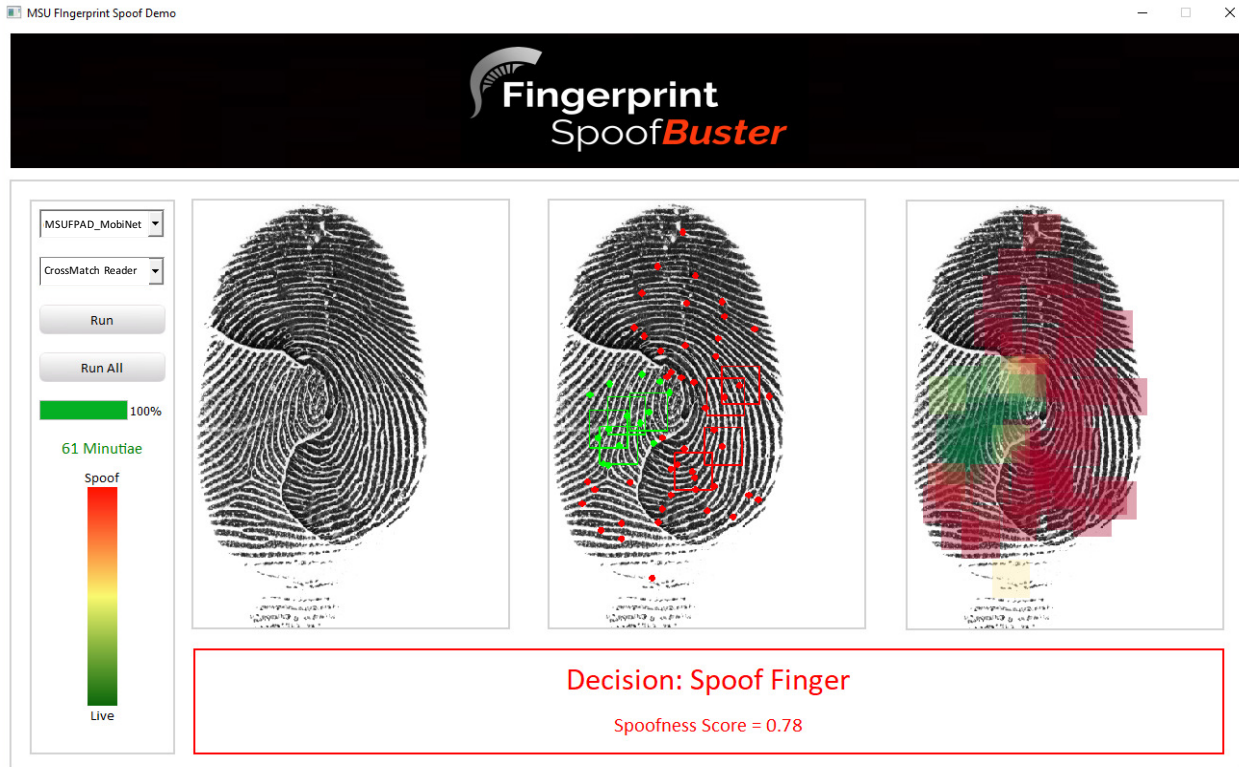 MSU FIngerprint Spoof Demo
Fingerprint
SpoofBuster
MSUFPAD_MobiNet
CrossMatch Reader
Run
Run All
100%
61 Minutiae
Spoof
Live
Decision: Spoof Finger
Spoofness Score = 0.78